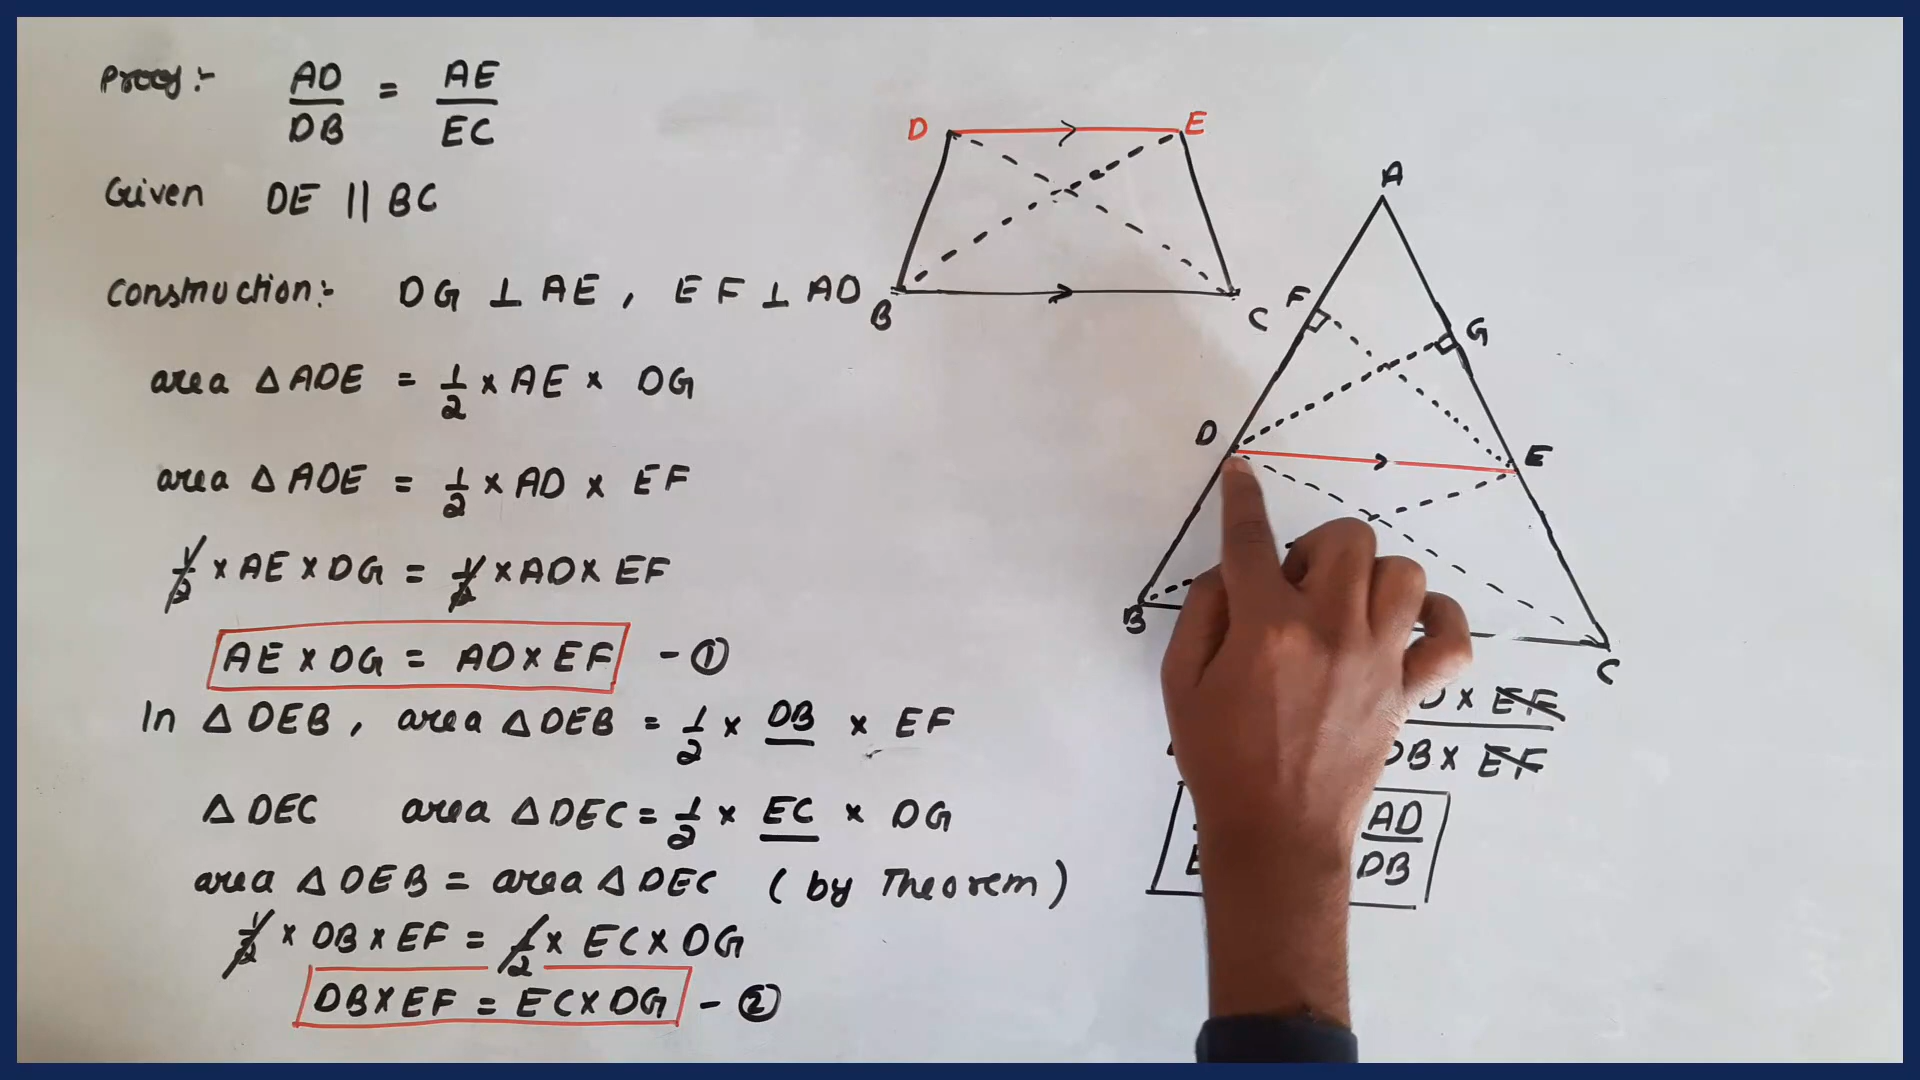 Proof :- AD/DB = AE/EC
Given DE || BC
Construction:- DG ⊥ AE , EF ⊥ AD
area △ ADE = 1/2 × AE × DG
area △ ADE = 1/2 × AD × EF
1/2 × AE × DG = 1/2 × AD × EF
AE × DG = AD × EF - ①
In △ DEB , area △ DEB = 1/2 × DB × EF
△ DEC area △ DEC = 1/2 × EC × DG
area △ DEB = area △ DEC ( by Theorem )
1/2 × DB × EF = 1/2 × EC × DG
DB × EF = EC × DG - ②
D E
B C
A
F G
D E
B C
× EF
DB × EF
AD/DB